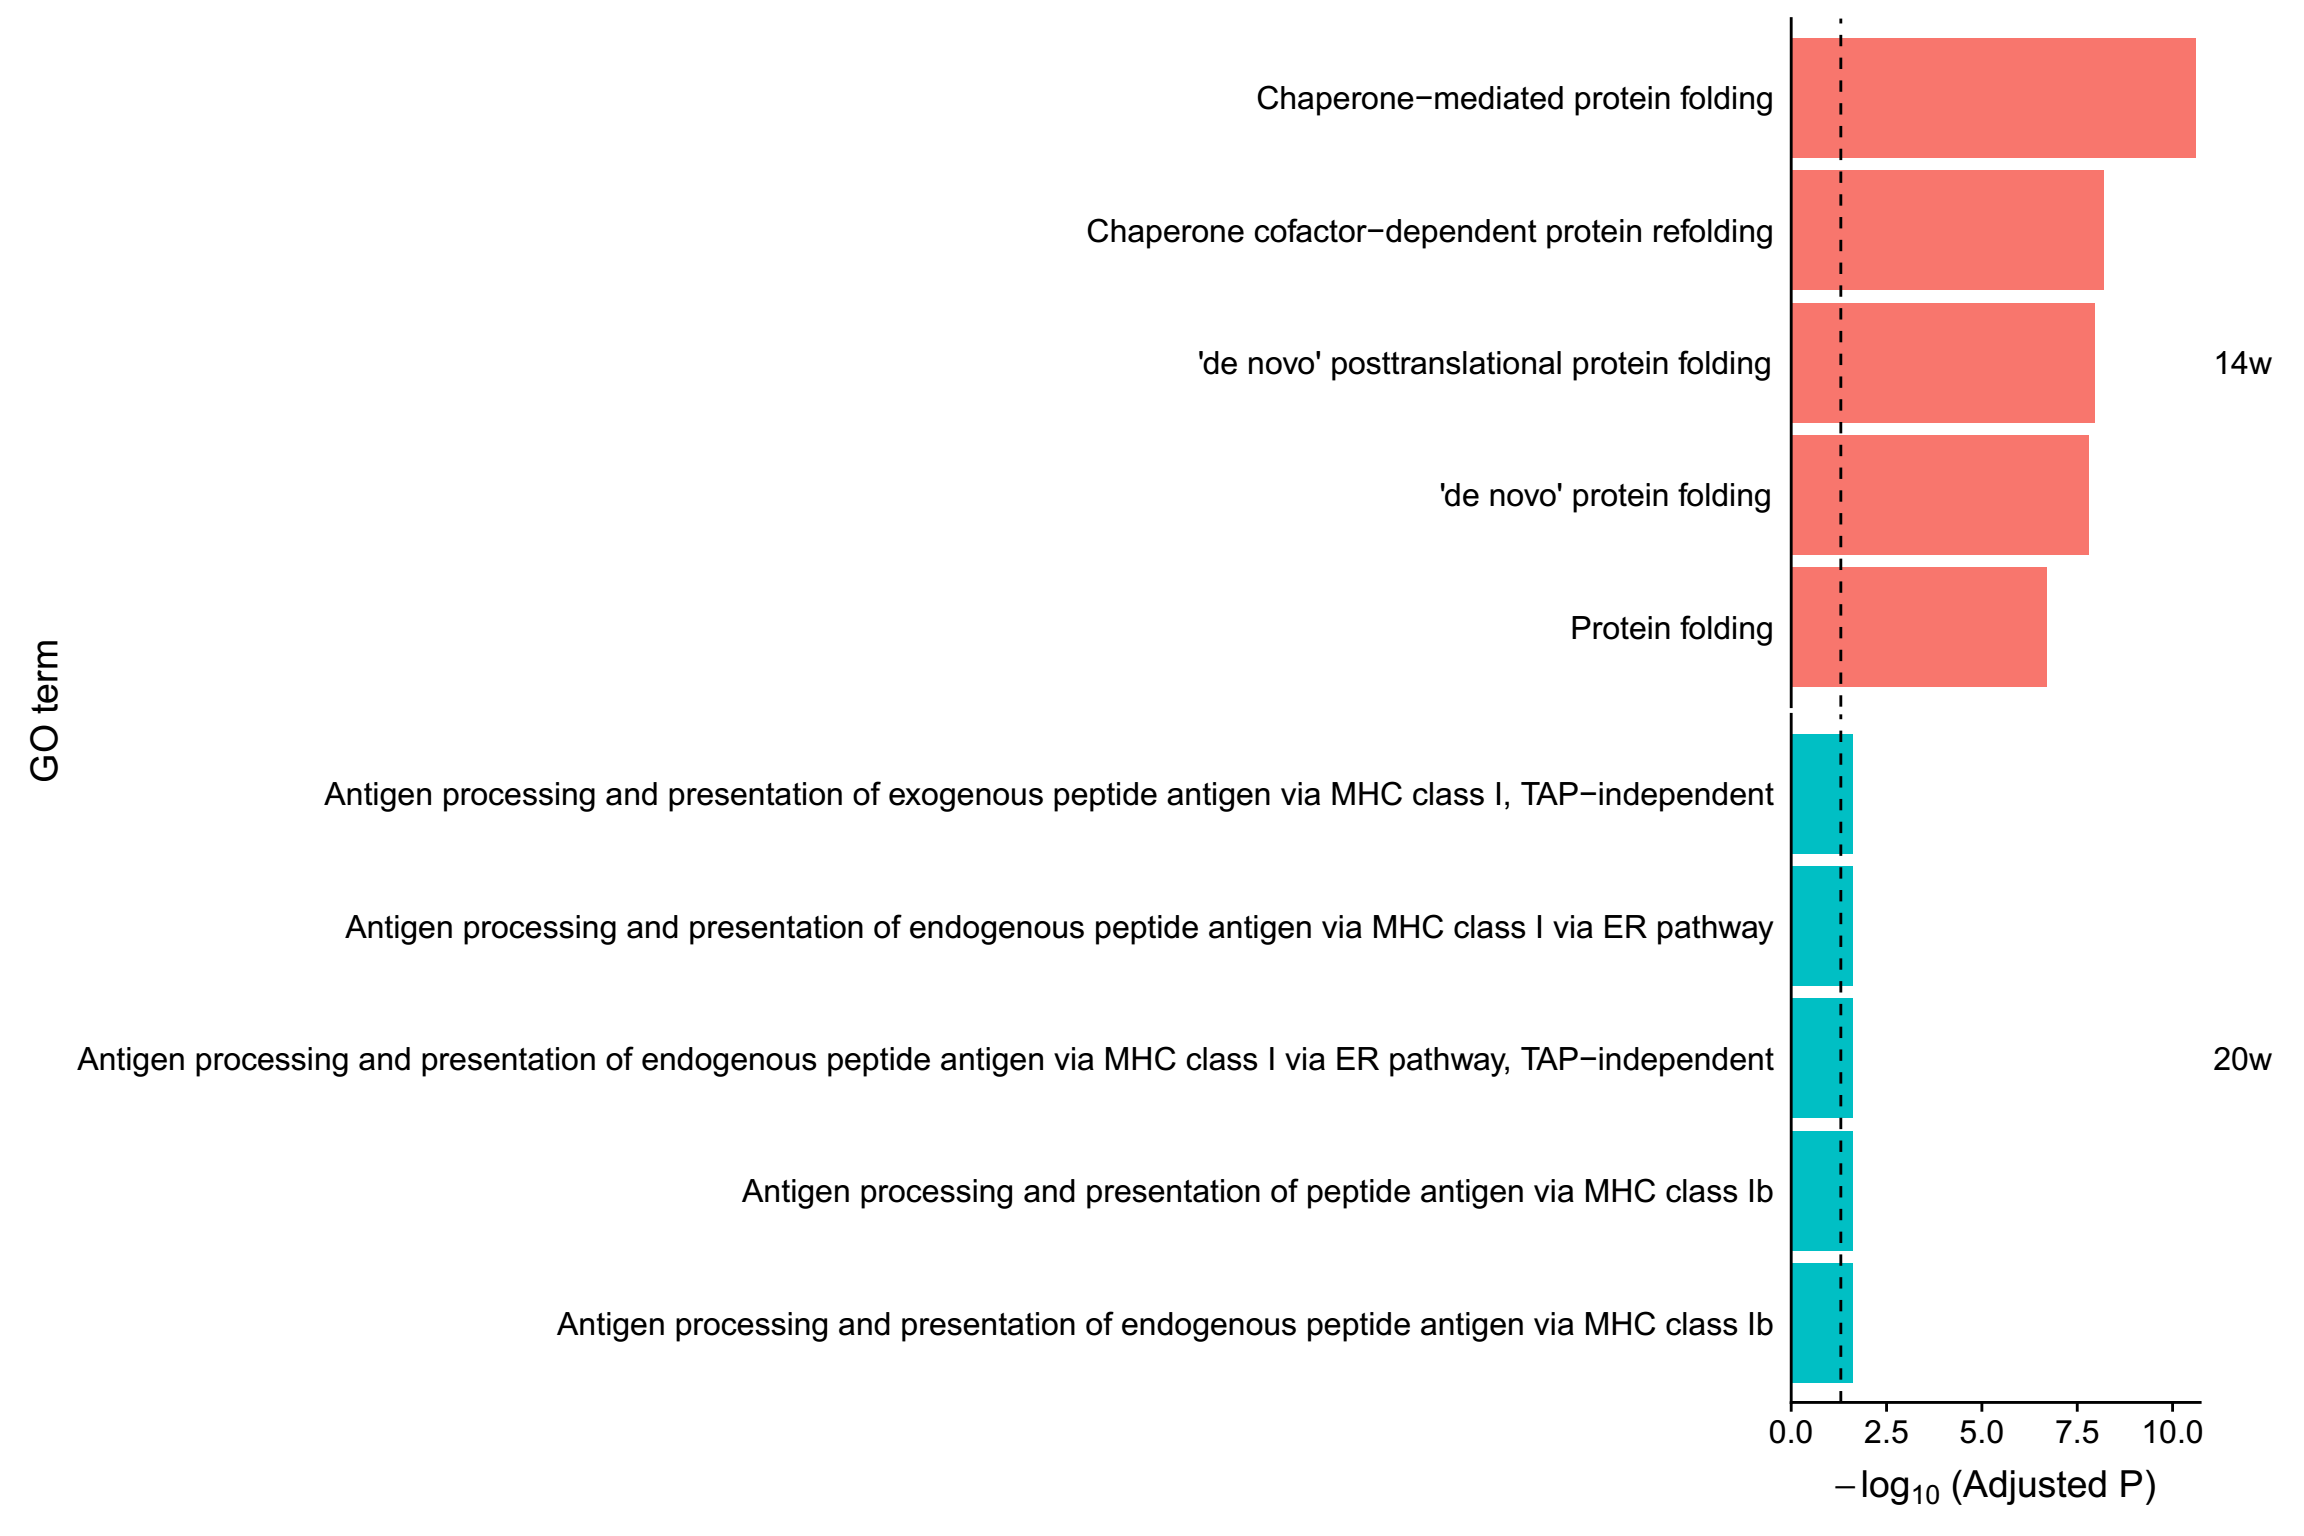 Chaperone−mediated protein folding
Chaperone cofactor−dependent protein refolding
'de novo' posttranslational protein folding
14w
'de novo' protein folding
Protein folding
GO term
Antigen processing and presentation of exogenous peptide antigen via MHC class I, TAP−independent
Antigen processing and presentation of endogenous peptide antigen via MHC class I via ER pathway
Antigen processing and presentation of endogenous peptide antigen via MHC class I via ER pathway, TAP−independent
20w
Antigen processing and presentation of peptide antigen via MHC class Ib
Antigen processing and presentation of endogenous peptide antigen via MHC class Ib
0.0 2.5 5.0 7.5 10.0
−log₁₀ (Adjusted P)